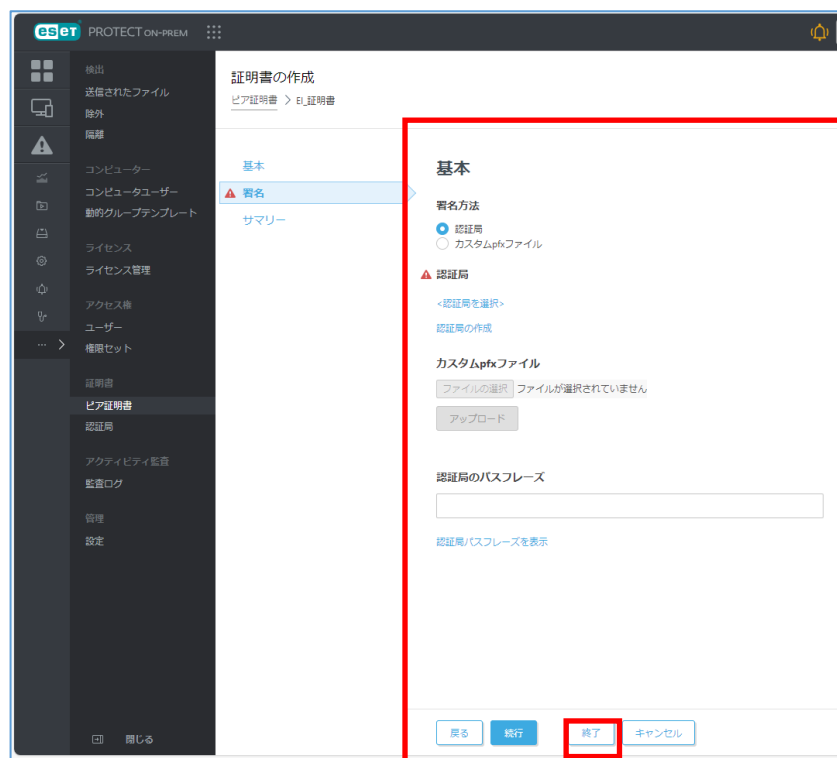 eset PROTECT ON-PREM
検出
送信されたファイル
除外
隔離
コンピューター
コンピュータユーザー
動的グループテンプレート
ライセンス
ライセンス管理
アクセス権
ユーザー
権限セット
証明書
ピア証明書
認証局
アクティビティ監査
監査ログ
管理
設定
閉じる
証明書の作成
ピア証明書 > EI_証明書
基本
署名
サマリー
基本
署名方法
認証局
カスタムpfxファイル
認証局
<認証局を選択>
認証局の作成
カスタムpfxファイル
ファイルの選択 ファイルが選択されていません
アップロード
認証局のパスフレーズ
認証局パスフレーズを表示
戻る 続行 終了 キャンセル